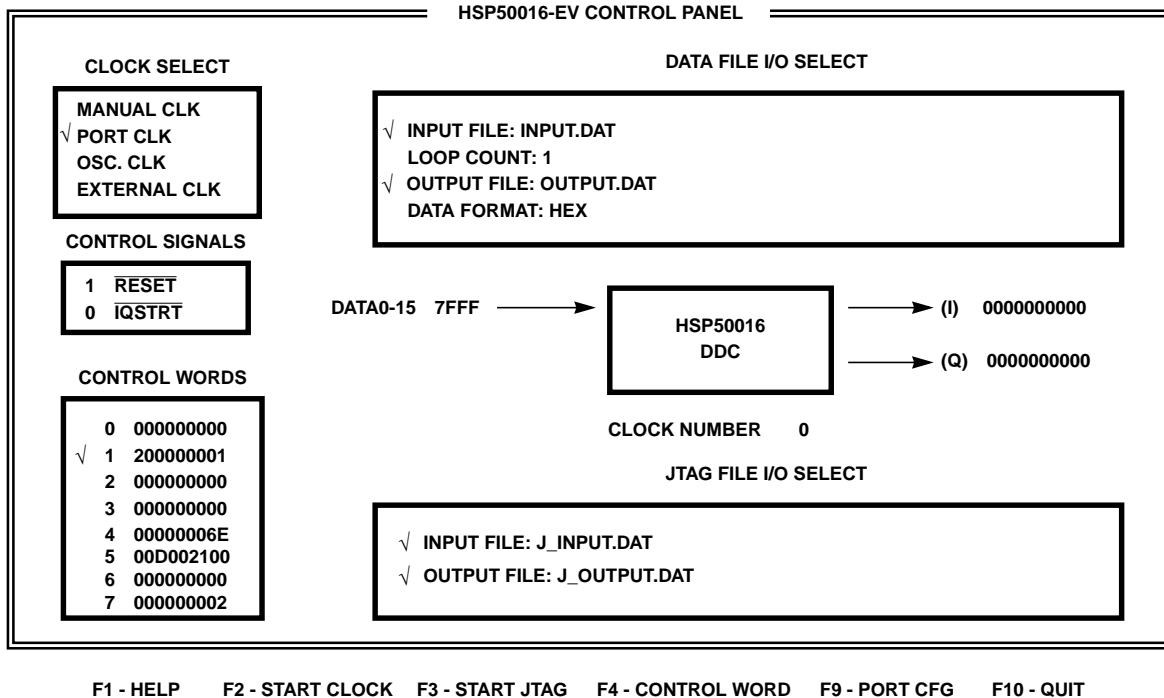 HSP50016-EV CONTROL PANEL
CLOCK SELECT
MANUAL CLK
√ PORT CLK
OSC. CLK
EXTERNAL CLK
DATA FILE I/O SELECT
√ INPUT FILE: INPUT.DAT
LOOP COUNT: 1
√ OUTPUT FILE: OUTPUT.DAT
DATA FORMAT: HEX
CONTROL SIGNALS
1 R̅E̅S̅E̅T̅
0 I̅Q̅S̅T̅R̅T̅
DATA0-15 7FFF
HSP50016
DDC
(I) 0000000000
(Q) 0000000000
CLOCK NUMBER 0
CONTROL WORDS
0 000000000
√ 1 200000001
2 000000000
3 000000000
4 00000006E
5 00D002100
6 000000000
7 000000002
JTAG FILE I/O SELECT
√ INPUT FILE: J_INPUT.DAT
√ OUTPUT FILE: J_OUTPUT.DAT
F1 - HELP F2 - START CLOCK F3 - START JTAG F4 - CONTROL WORD F9 - PORT CFG F10 - QUIT